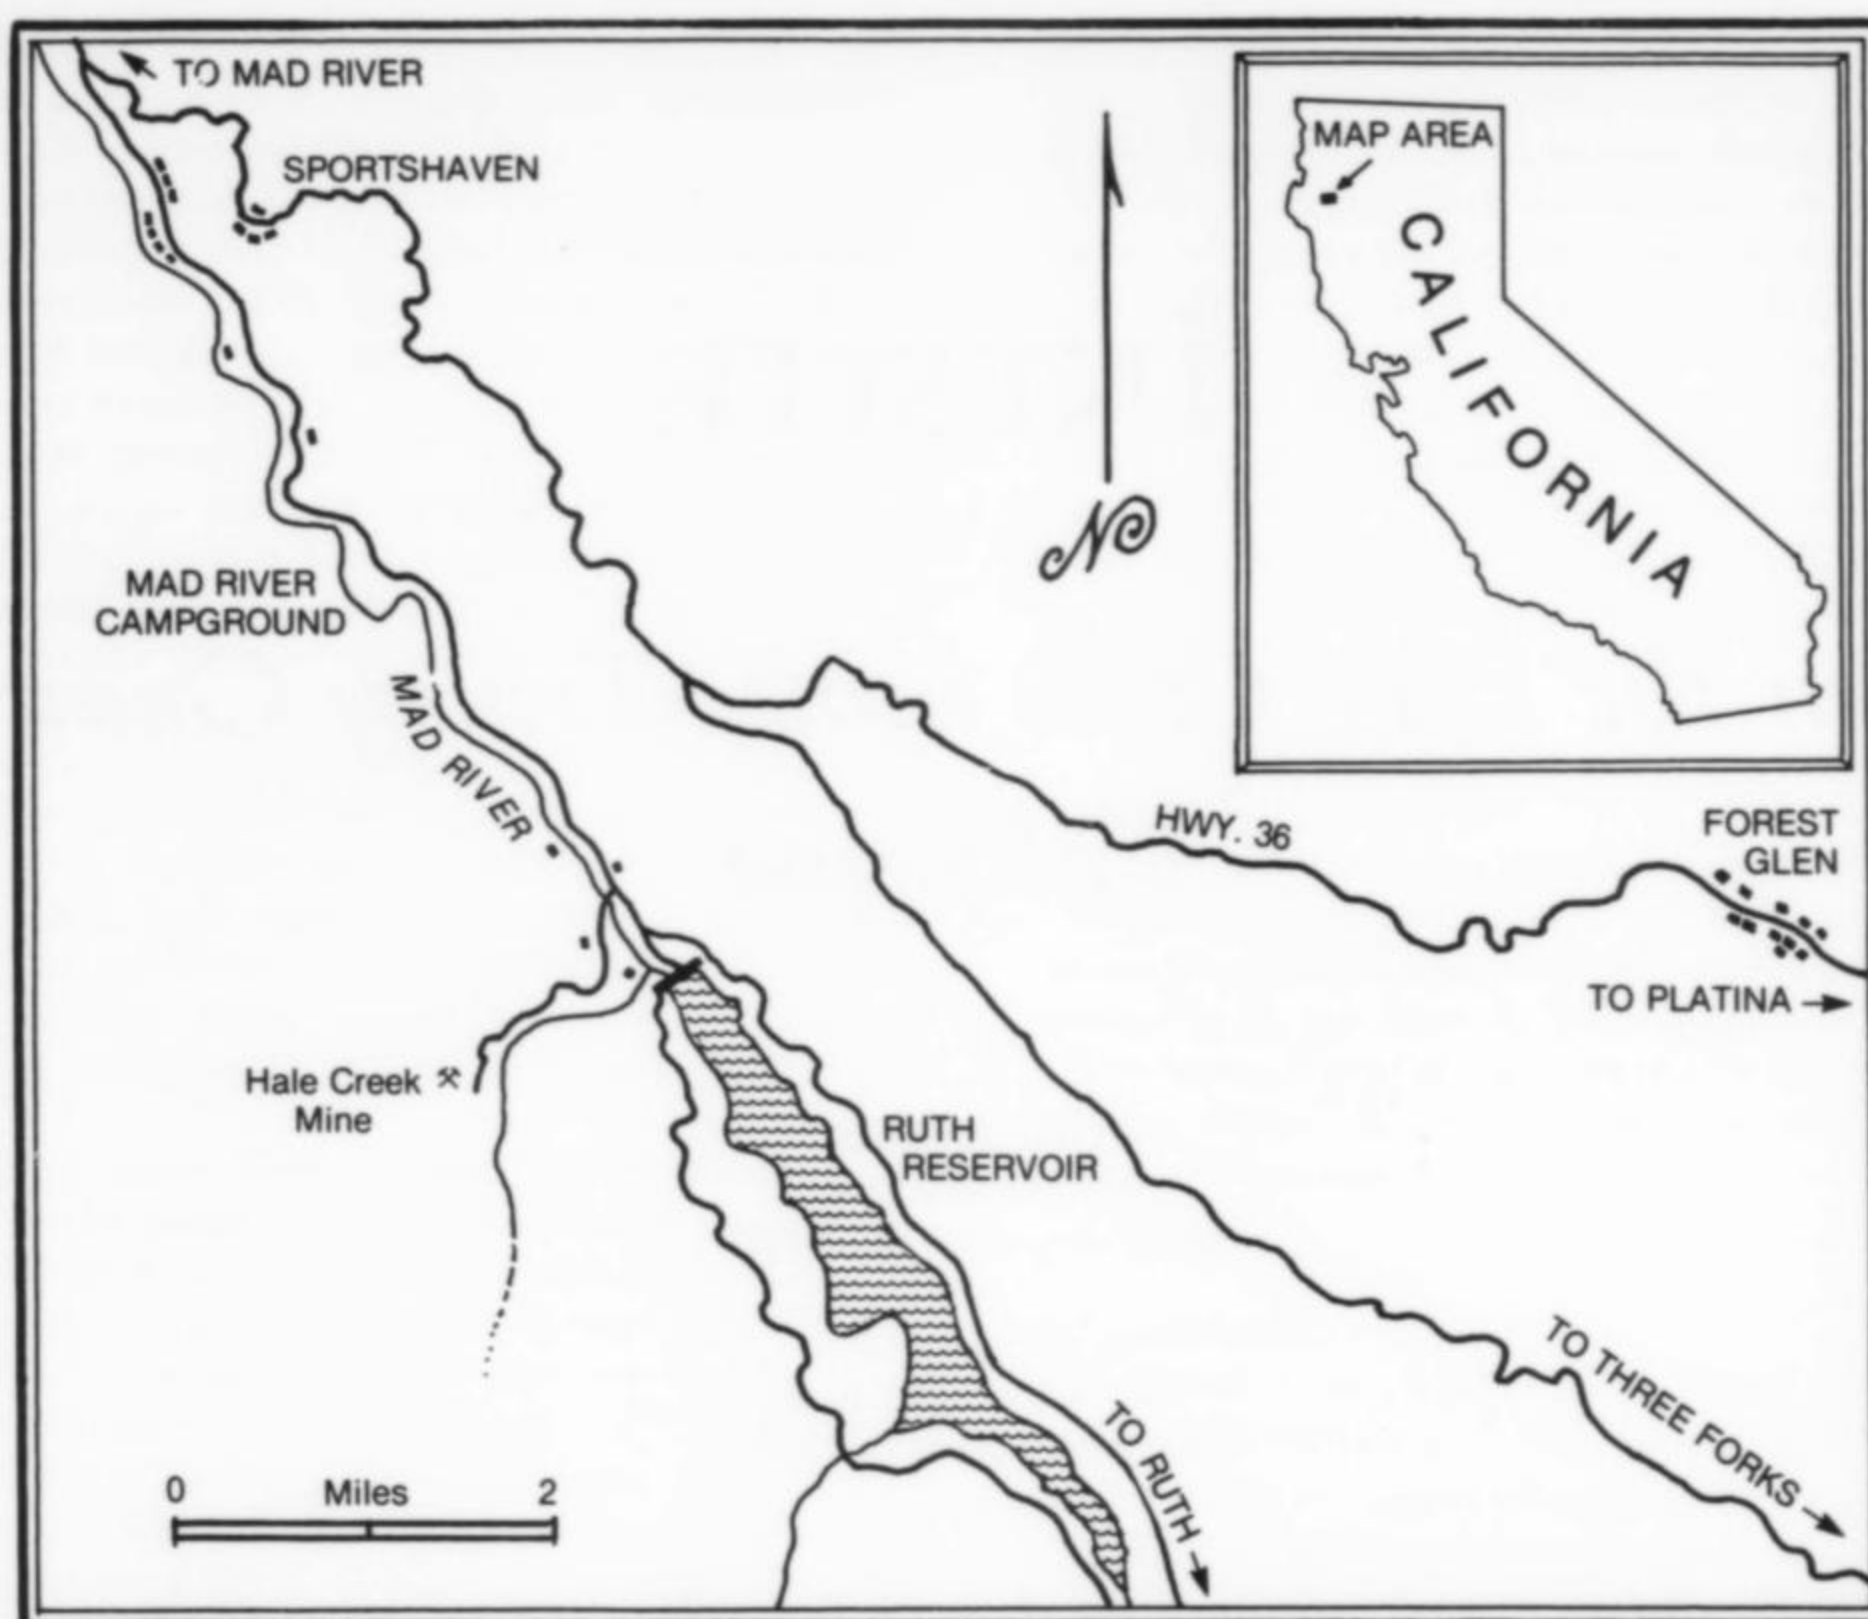 TO MAD RIVER
SPORTSHAVEN
MAP AREA
CALIFORNIA
N
MAD RIVER
CAMPGROUND
MAD RIVER
HWY. 36
FOREST
GLEN
TO PLATINA
Hale Creek
Mine
RUTH
RESERVOIR
TO THREE FORKS
TO RUTH
0 Miles 2